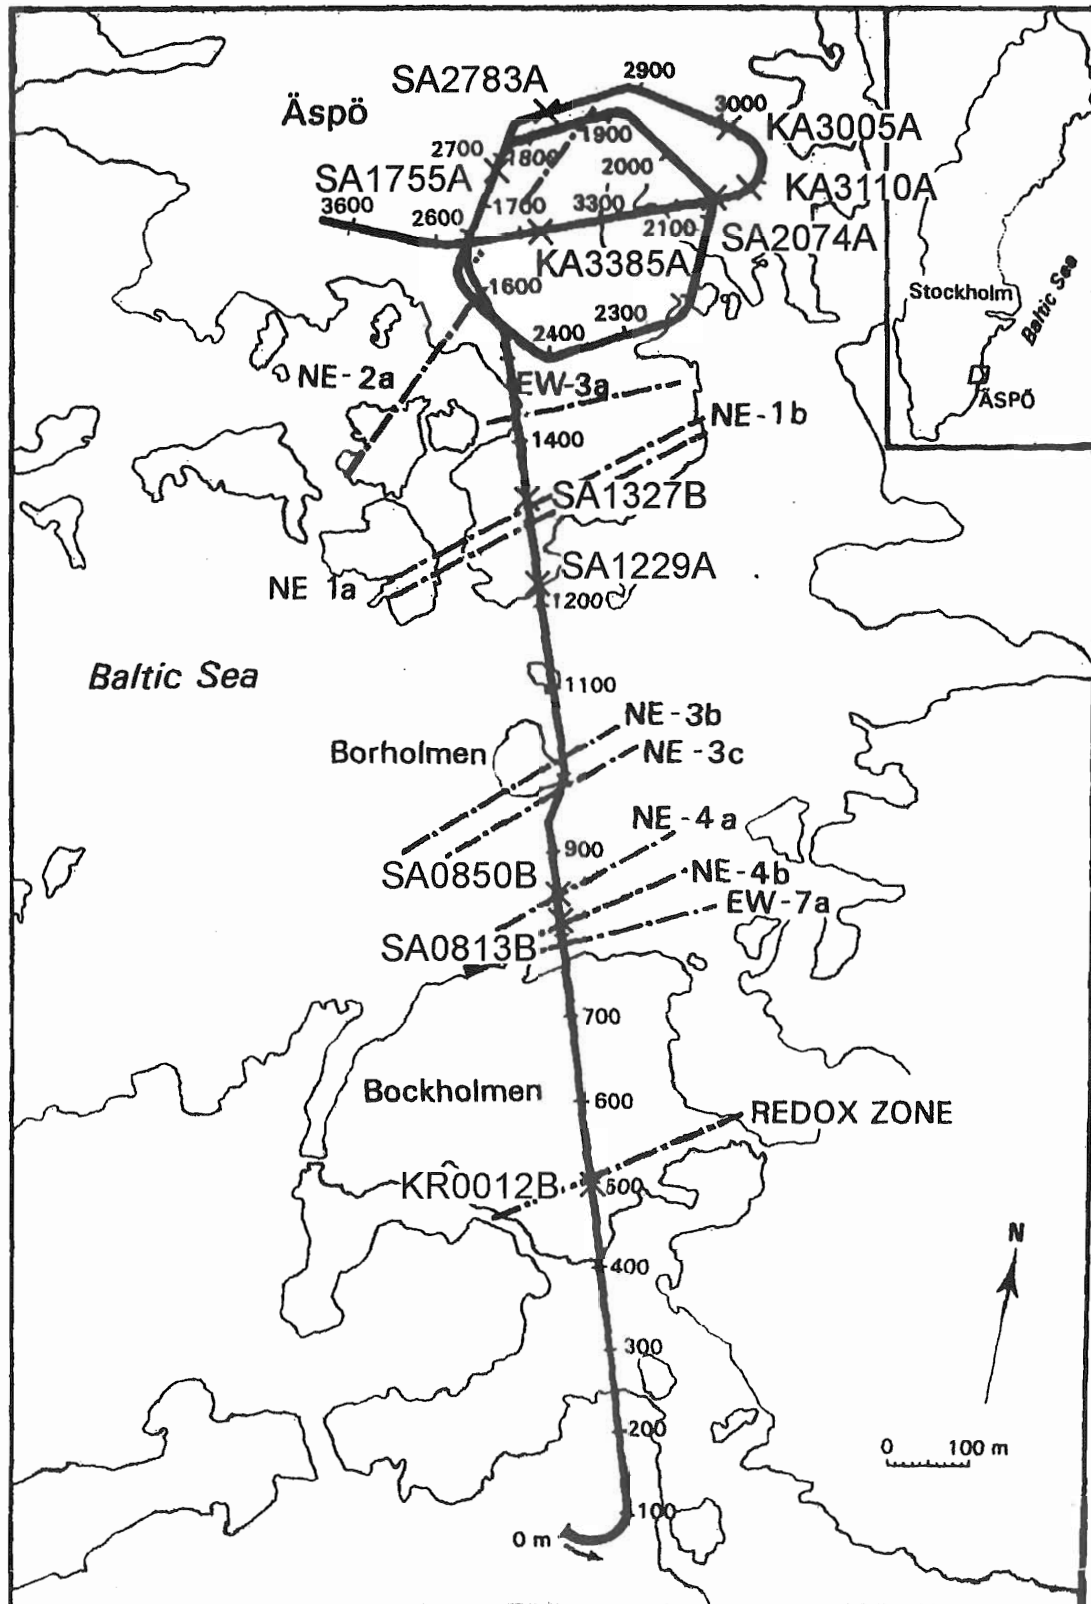 2900
SA2783A
Äspö
3000
KA3005A
1900
2700
1800
2000
SA1755A
KA3110A
3600
2600
1700
3300
2100
SA2074A
KA3385A
1600
2300
2400
Stockholm
Baltic Sea
ÄSPÖ
NE-2a
EW-3a
NE-1b
1400
SA1327B
NE 1a
SA1229A
1200
Baltic Sea
1100
NE-3b
Borholmen
NE-3c
NE-4a
900
SA0850B
NE-4b
EW-7a
SA0813B
700
Bockholmen
600
REDOX ZONE
KR0012B
500
N
400
300
200
0 100 m
100
0 m